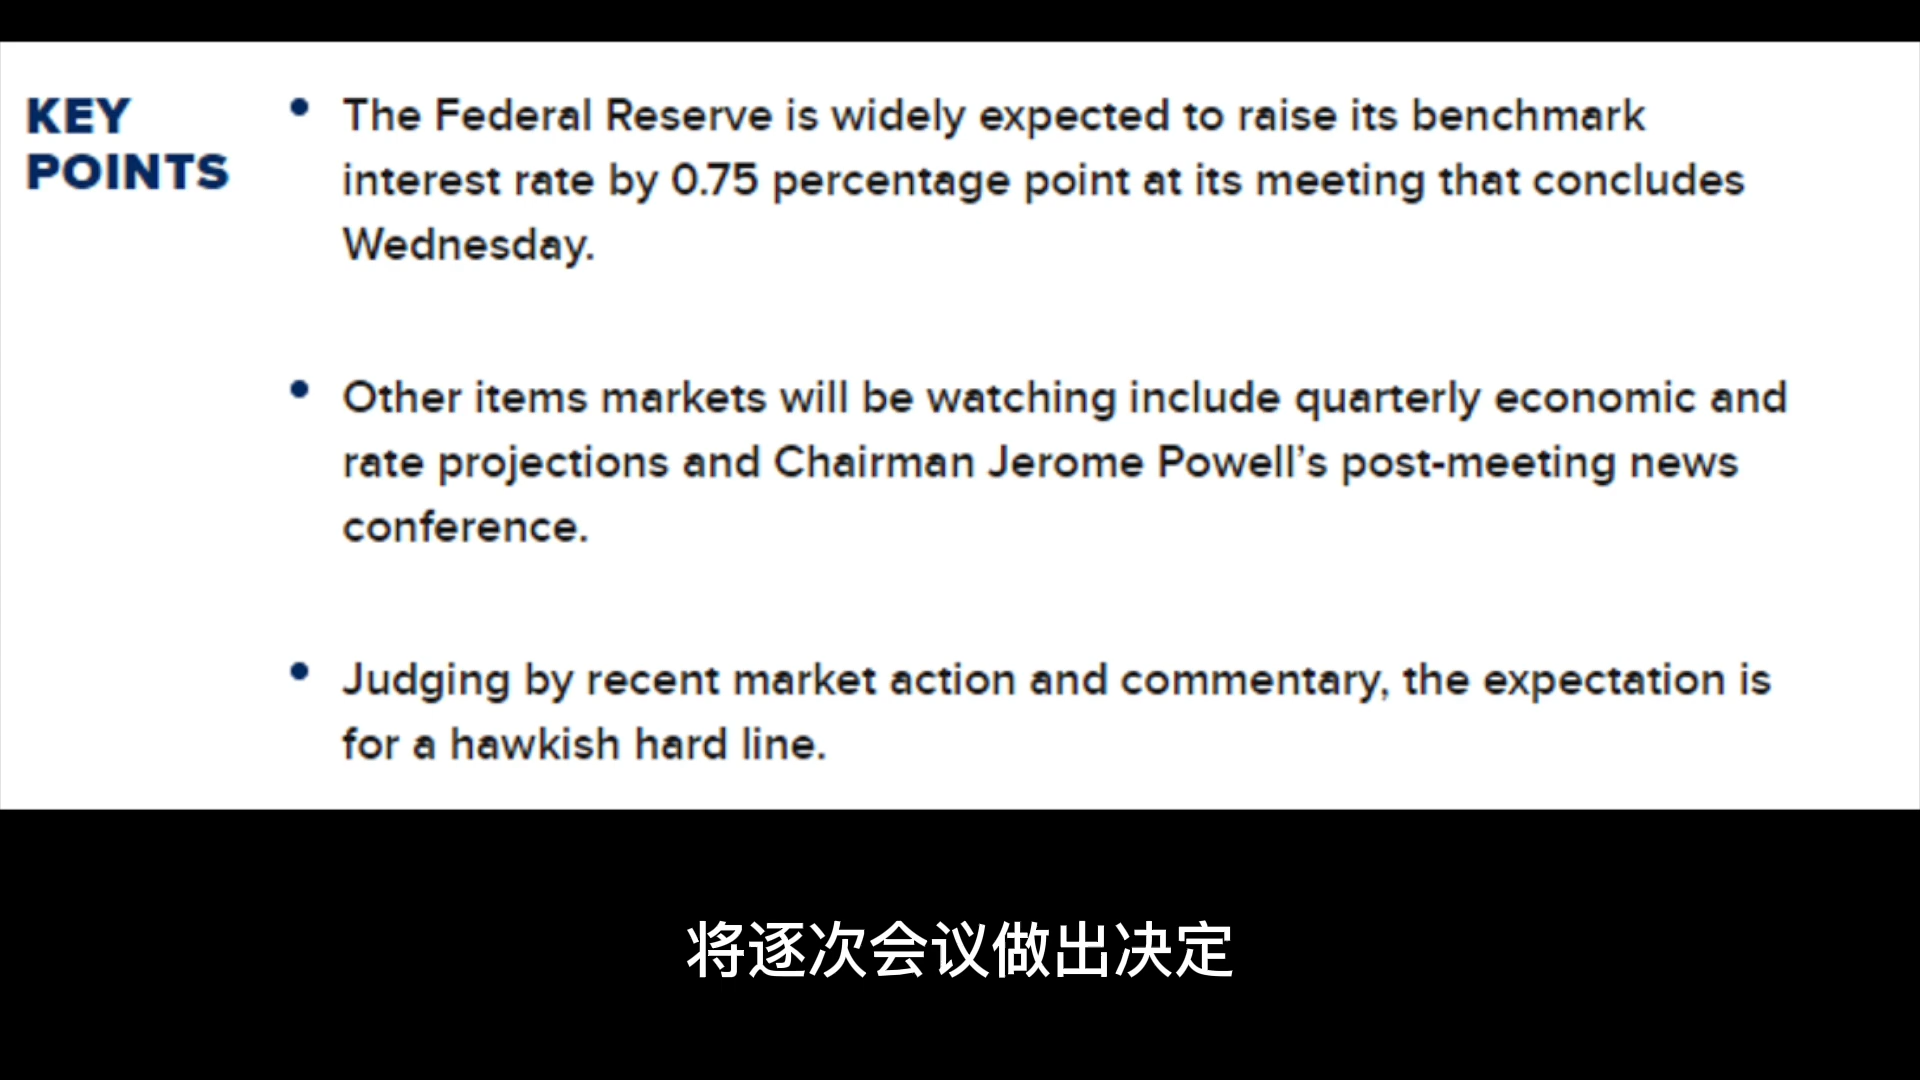 KEY
POINTS
• The Federal Reserve is widely expected to raise its benchmark
interest rate by 0.75 percentage point at its meeting that concludes
Wednesday.
• Other items markets will be watching include quarterly economic and
rate projections and Chairman Jerome Powell’s post-meeting news
conference.
• Judging by recent market action and commentary, the expectation is
for a hawkish hard line.
将逐次会议做出决定